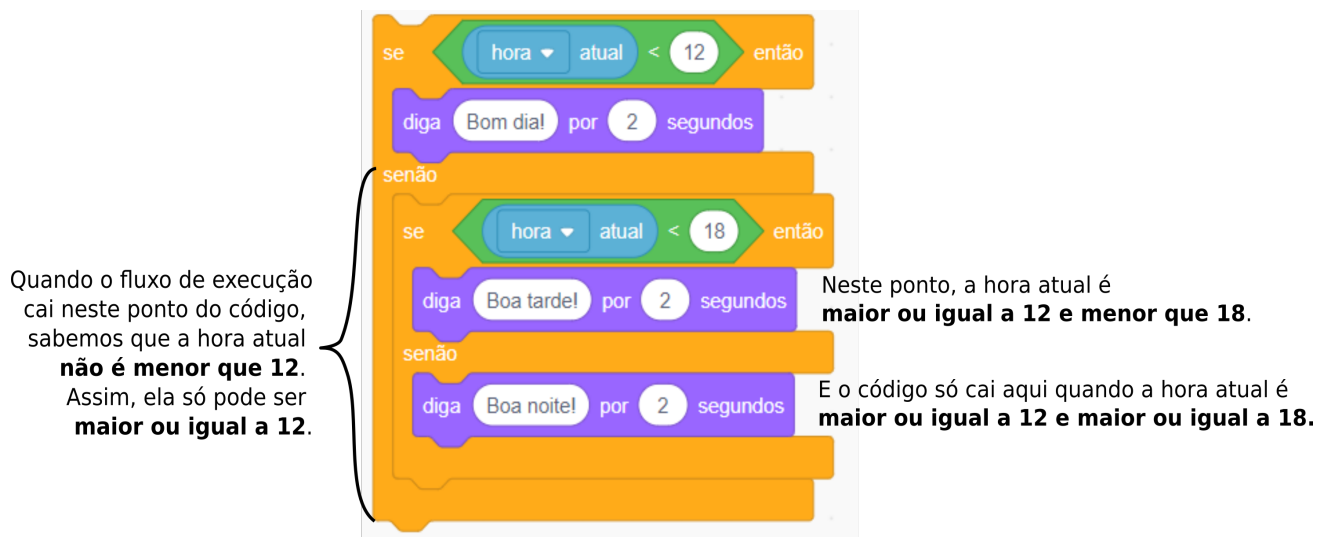 se hora atual < 12 então
diga Bom dia! por 2 segundos
senão
se hora atual < 18 então
diga Boa tarde! por 2 segundos
senão
diga Boa noite! por 2 segundos
Quando o fluxo de execução
cai neste ponto do código,
sabemos que a hora atual
não é menor que 12.
Assim, ela só pode ser
maior ou igual a 12.
Neste ponto, a hora atual é
maior ou igual a 12 e menor que 18.
E o código só cai aqui quando a hora atual é
maior ou igual a 12 e maior ou igual a 18.